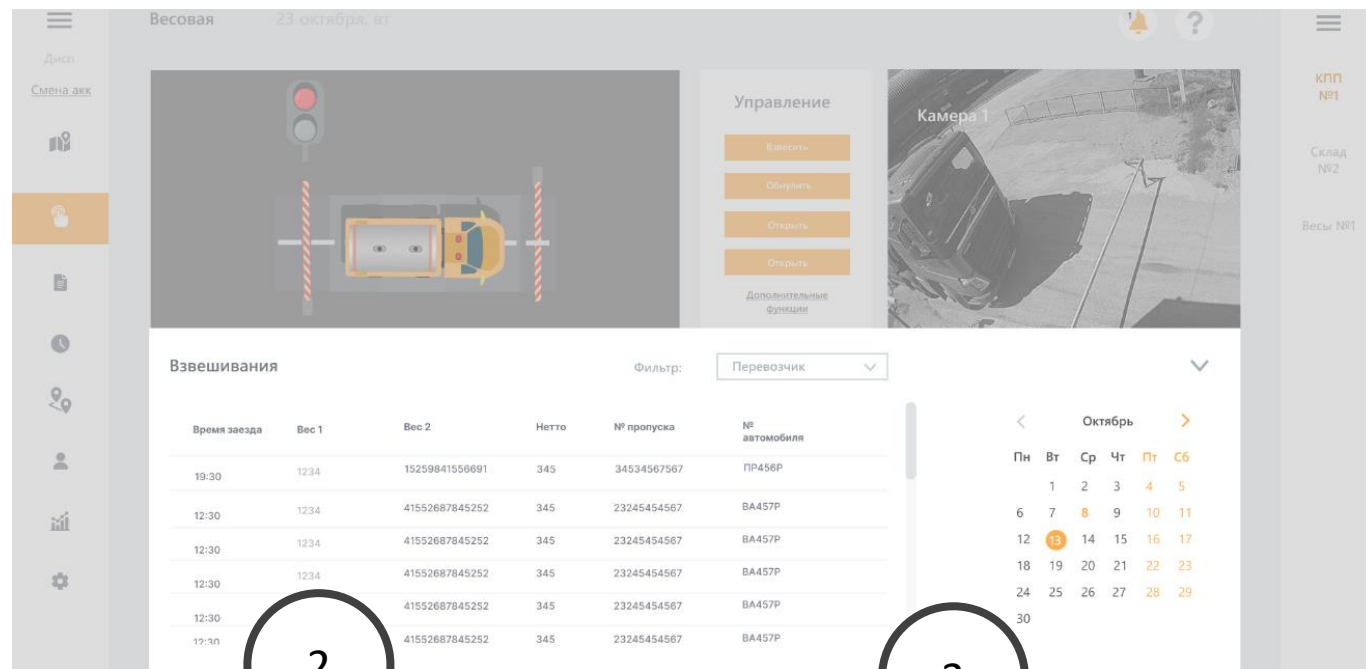 Весовая 23 октября, вт 1 ?
Дисп
Смена акк
КПП
№1
Склад
№2
Весы №1
Управление
Взвесить
Обнулить
Открыть
Открыть
Дополнительные
функции
Камера 1
Взвешивания Фильтр: Перевозчик
Время заезда Вес 1 Вес 2 Нетто № пропуска № автомобиля
19:30 1234 15259841556691 345 34534567567 ПР456Р
12:30 1234 41552687845252 345 23245454567 ВА457Р
12:30 1234 41552687845252 345 23245454567 ВА457Р
12:30 1234 41552687845252 345 23245454567 ВА457Р
12:30 41552687845252 345 23245454567 ВА457Р
12:30 41552687845252 345 23245454567 ВА457Р
< Октябрь >
Пн Вт Ср Чт Пт Сб
1 2 3 4 5
6 7 8 9 10 11
12 13 14 15 16 17
18 19 20 21 22 23
24 25 26 27 28 29
30